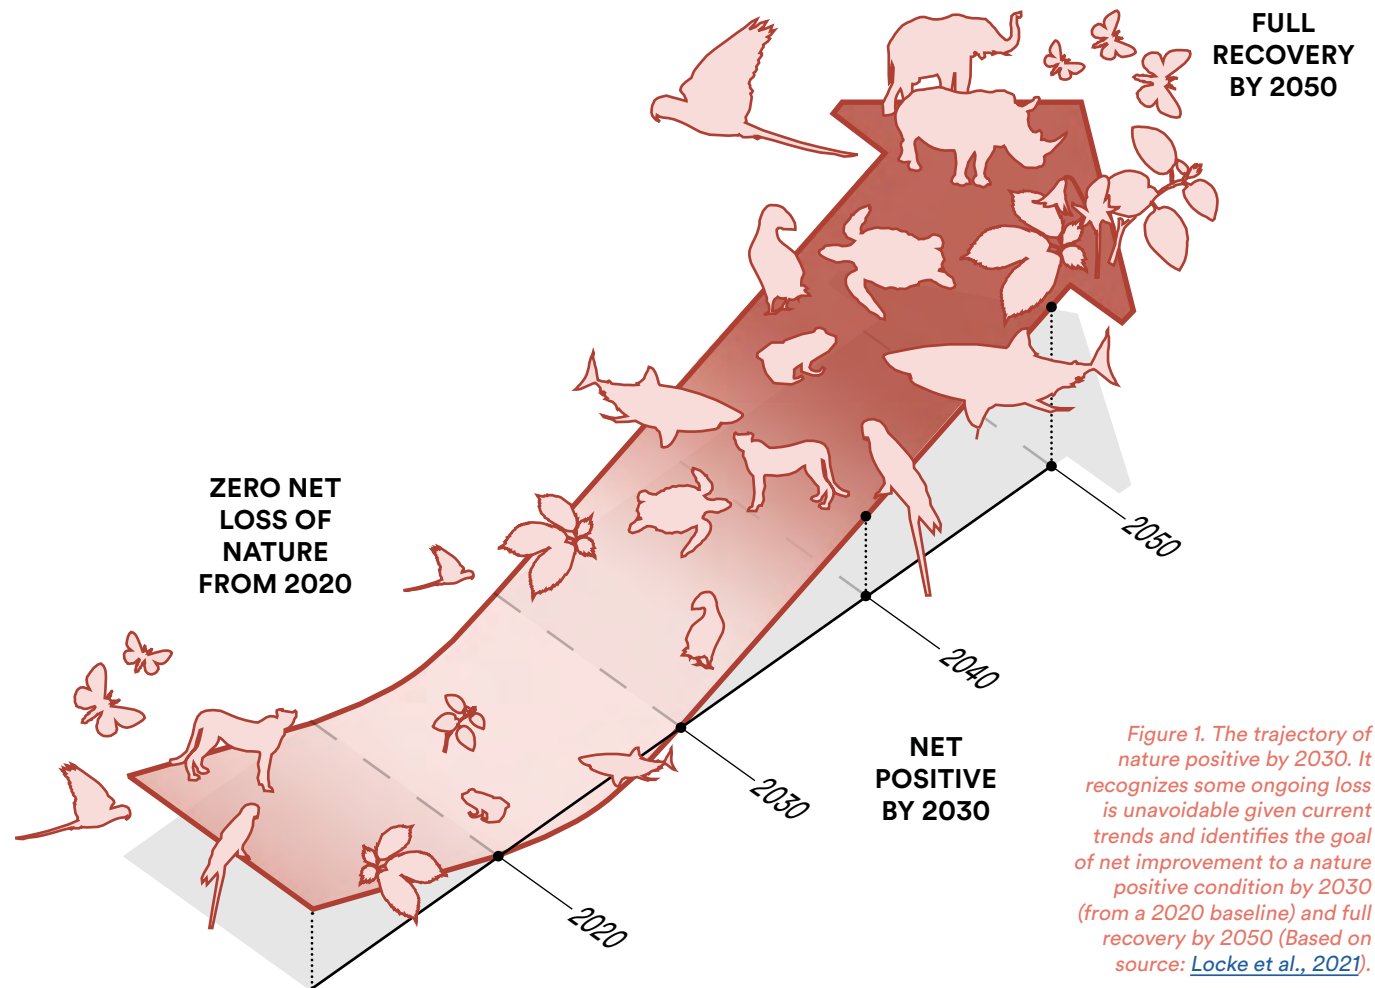 FULL
RECOVERY
BY 2050
ZERO NET
LOSS OF
NATURE
FROM 2020
2050
2040
2030
2020
NET
POSITIVE
BY 2030
Figure 1. The trajectory of
nature positive by 2030. It
recognizes some ongoing loss
is unavoidable given current
trends and identifies the goal
of net improvement to a nature
positive condition by 2030
(from a 2020 baseline) and full
recovery by 2050 (Based on
source: Locke et al., 2021).